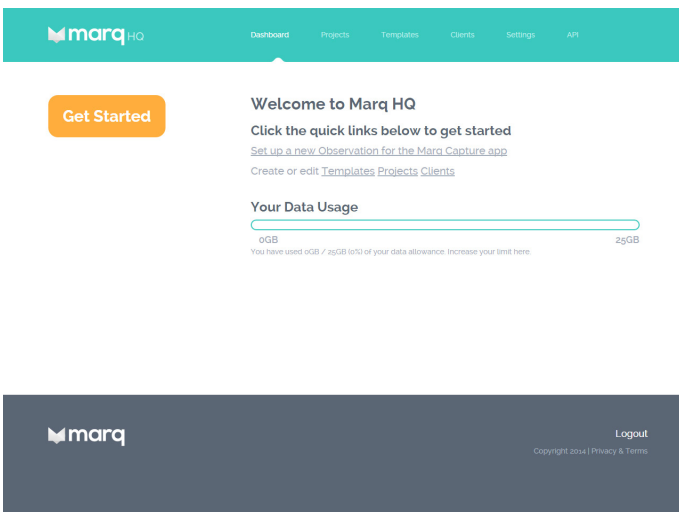 marq HQ
Dashboard Projects Templates Clients Settings API
Get Started
Welcome to Marq HQ
Click the quick links below to get started
Set up a new Observation for the Marq Capture app
Create or edit Templates Projects Clients
Your Data Usage
0GB 25GB
You have used 0GB / 25GB (0%) of your data allowance. Increase your limit here.
marq
Logout
Copyright 2014 | Privacy & Terms